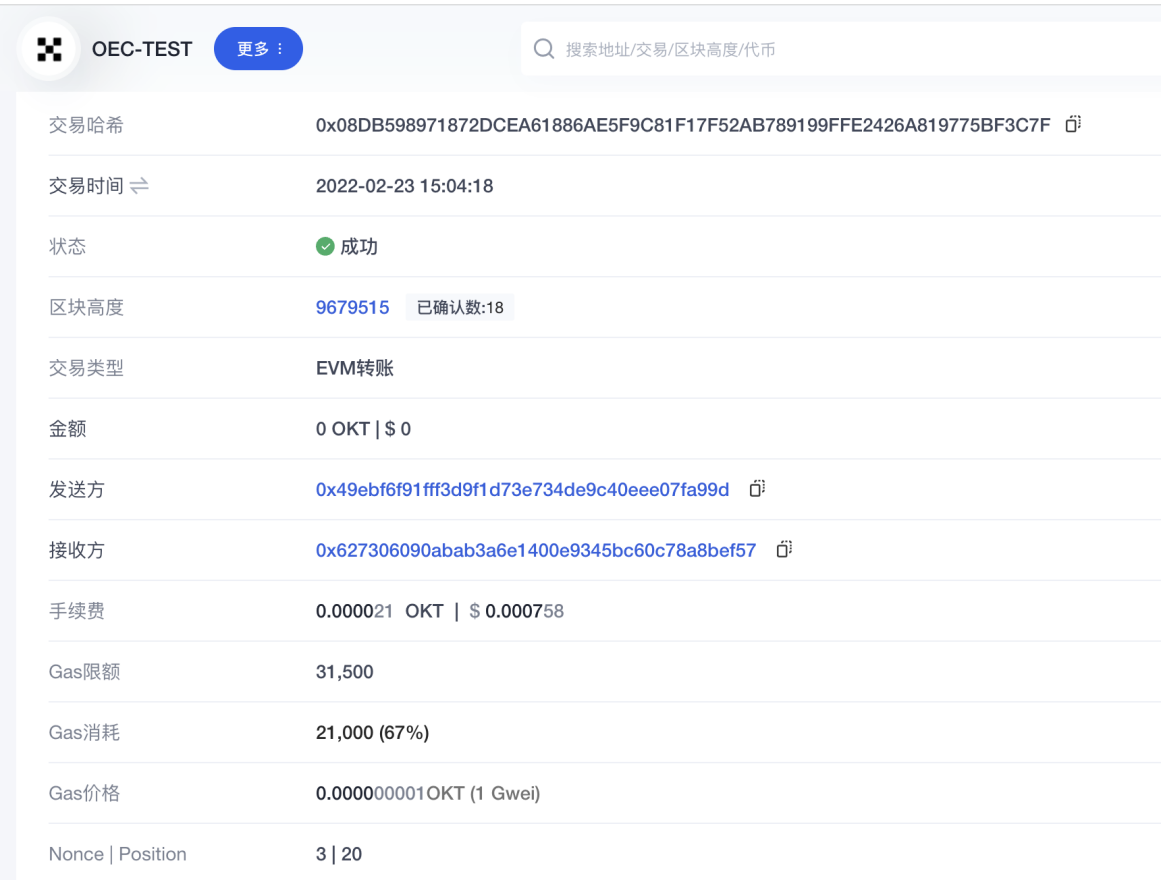 OEC-TEST 更多 ⋮ 搜索地址/交易/区块高度/代币
交易哈希 0x08DB598971872DCEA61886AE5F9C81F17F52AB789199FFE2426A819775BF3C7F
交易时间 2022-02-23 15:04:18
状态 成功
区块高度 9679515 已确认数:18
交易类型 EVM转账
金额 0 OKT | $ 0
发送方 0x49ebf6f91fff3d9f1d73e734de9c40eee07fa99d
接收方 0x627306090abab3a6e1400e9345bc60c78a8bef57
手续费 0.000021 OKT | $ 0.000758
Gas限额 31,500
Gas消耗 21,000 (67%)
Gas价格 0.000000001OKT (1 Gwei)
Nonce | Position 3 | 20